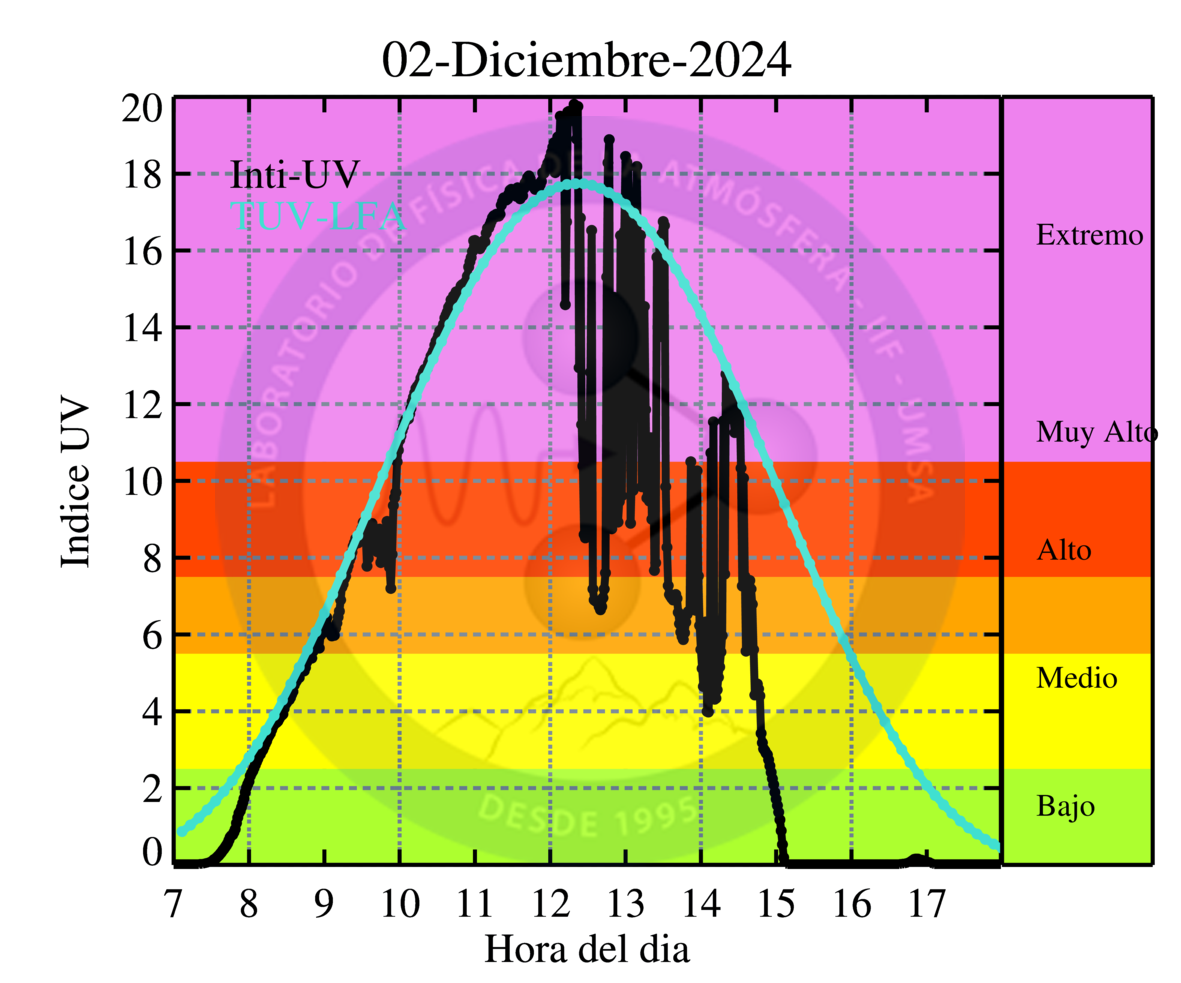 02-Diciembre-2024
20
18
16
14
12
10
8
6
4
2
0
Indice UV
Inti-UV
TUV-LFA
LABORATORIO DE FÍSICA DE LA ATMÓSFERA - IIF - UMSA
DESDE 1995
Extremo
Muy Alto
Alto
Medio
Bajo
7 8 9 10 11 12 13 14 15 16 17
Hora del dia